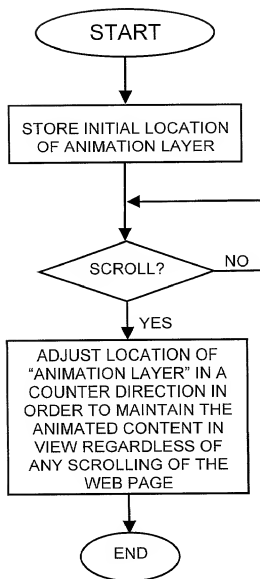 START
STORE INITIAL LOCATION
OF ANIMATION LAYER
SCROLL?
NO
YES
ADJUST LOCATION OF
“ANIMATION LAYER” IN A
COUNTER DIRECTION IN
ORDER TO MAINTAIN THE
ANIMATED CONTENT IN
VIEW REGARDLESS OF
ANY SCROLLING OF THE
WEB PAGE
END